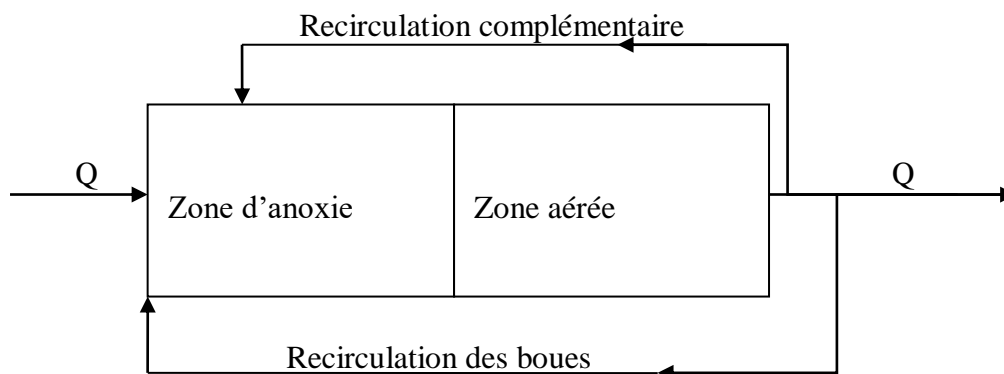 Recirculation complémentaire
Q
Q
Zone d’anoxie
Zone aérée
Recirculation des boues